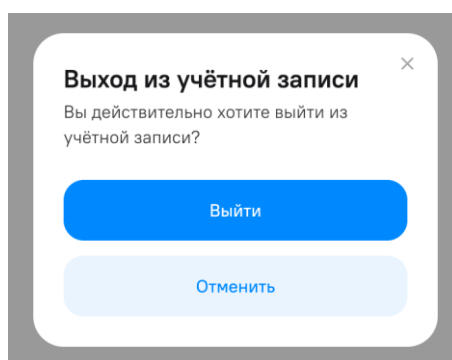 Выход из учётной записи
Вы действительно хотите выйти из
учётной записи?
Выйти
Отменить